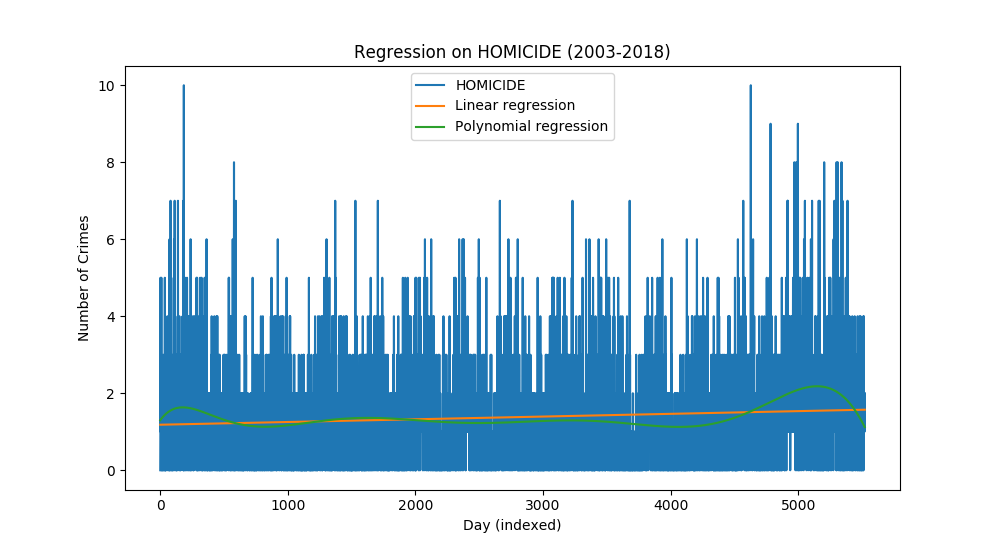 Regression on HOMICIDE (2003-2018)
HOMICIDE
Linear regression
Polynomial regression
10
8
6
4
2
0
Number of Crimes
0 1000 2000 3000 4000 5000
Day (indexed)